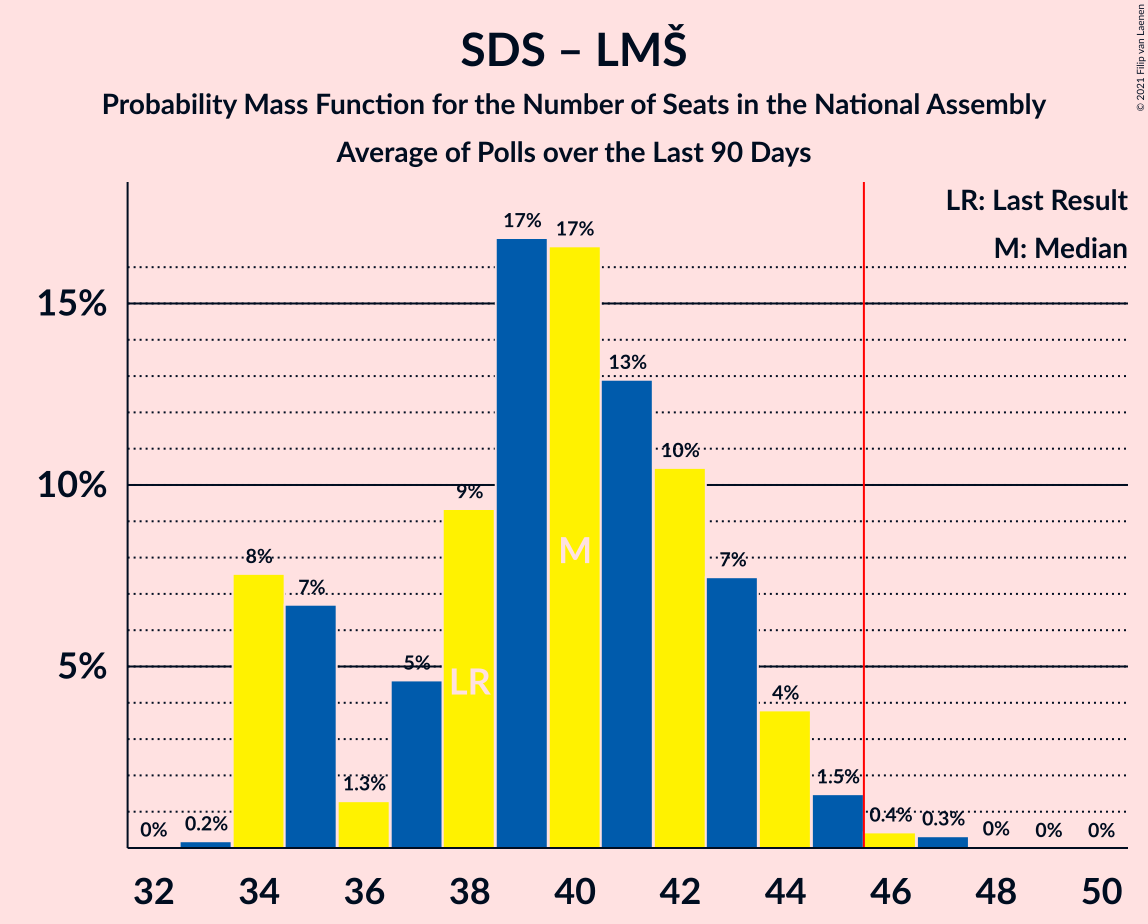 SDS – LMŠ
Probability Mass Function for the Number of Seats in the National Assembly
Average of Polls over the Last 90 Days
© 2021 Filip van Laenen
LR: Last Result
M: Median
15%
10%
5%
0%
0.2%
8%
7%
1.3%
5%
9%
17%
17%
13%
10%
7%
4%
1.5%
0.4%
0.3%
0%
0%
0%
LR
M
32 34 36 38 40 42 44 46 48 50